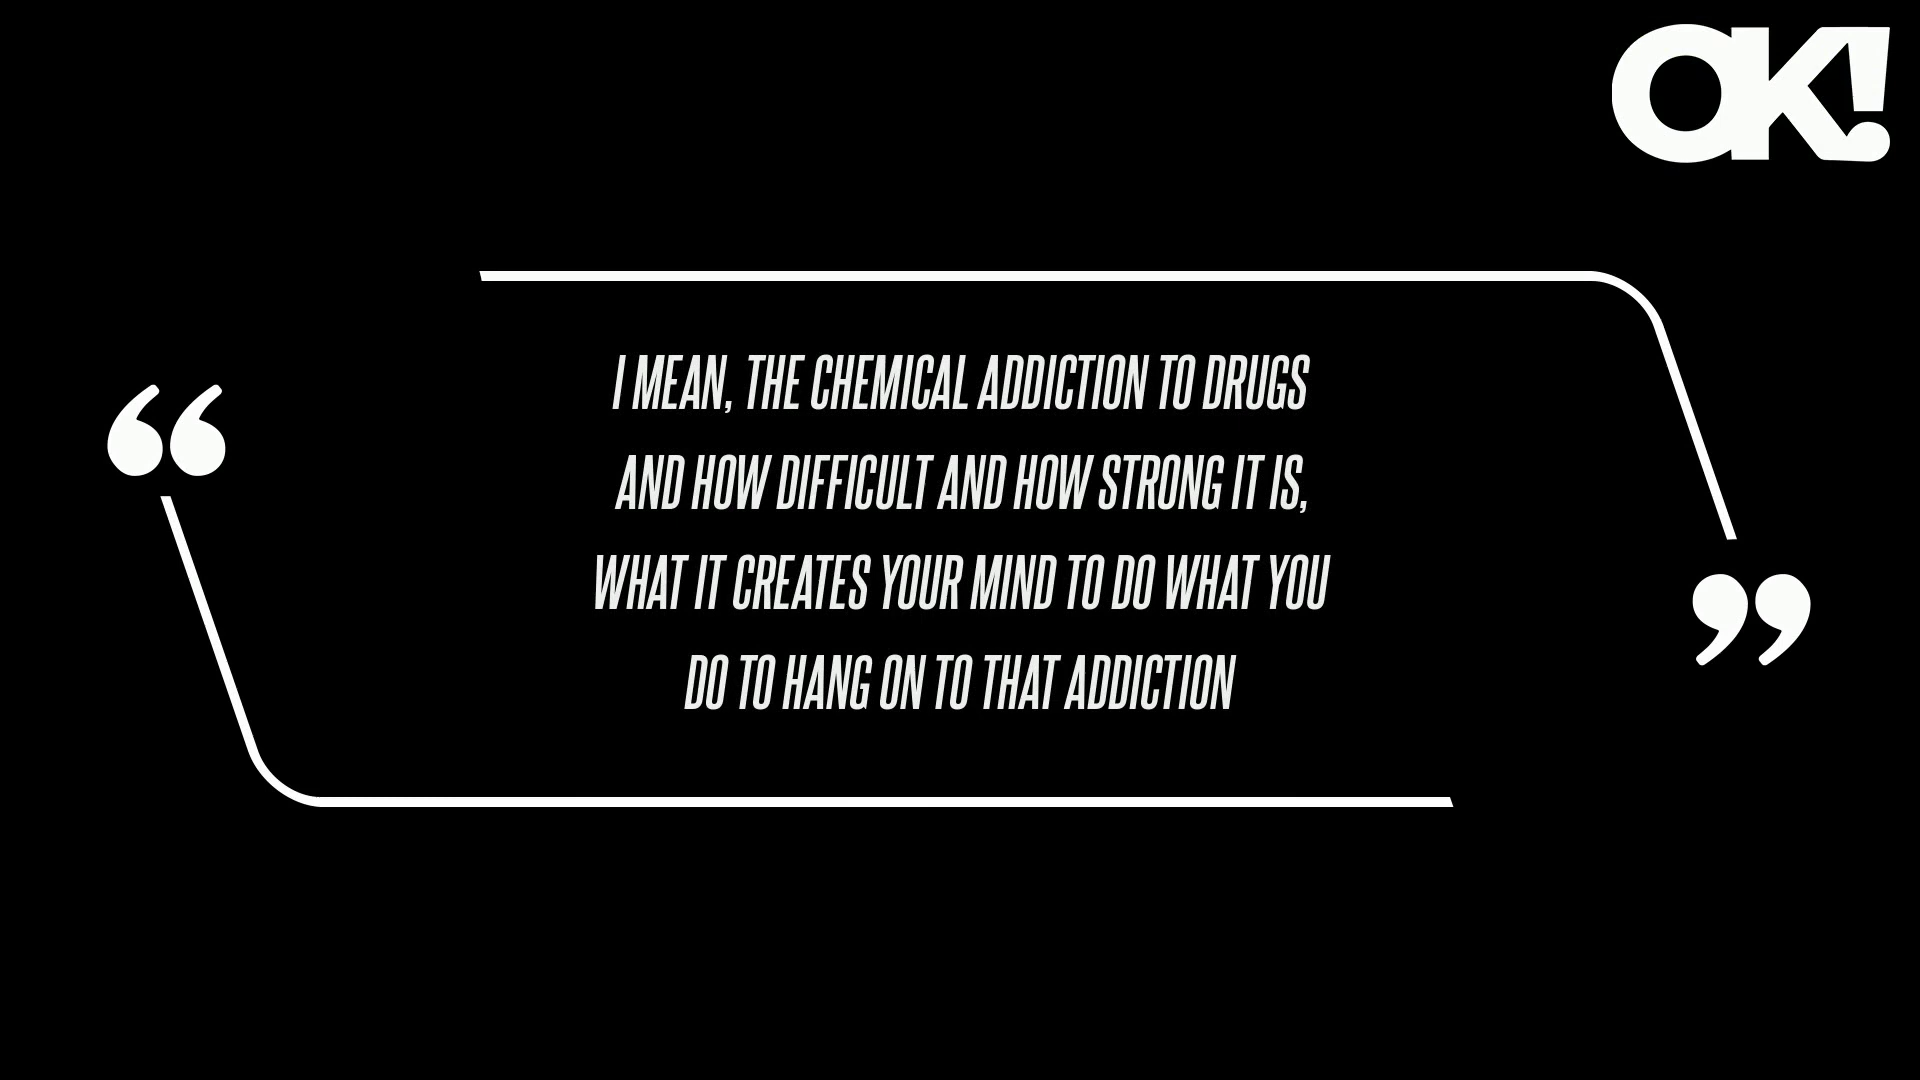 OK!
“
I MEAN, THE CHEMICAL ADDICTION TO DRUGS
AND HOW DIFFICULT AND HOW STRONG IT IS,
WHAT IT CREATES YOUR MIND TO DO WHAT YOU
DO TO HANG ON TO THAT ADDICTION
”